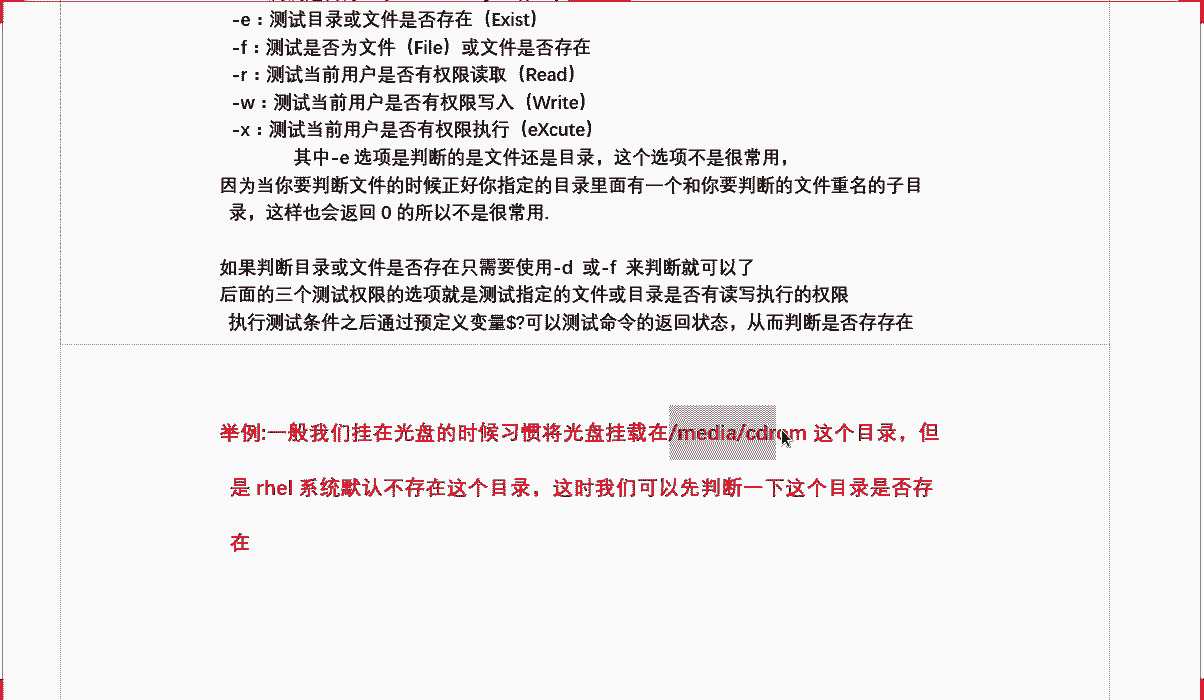 -e：测试目录或文件是否存在（Exist）
-f：测试是否为文件（File）或文件是否存在
-r：测试当前用户是否有权限读取（Read）
-w：测试当前用户是否有权限写入（Write）
-x：测试当前用户是否有权限执行（eXcute）
其中-e 选项是判断的是文件还是目录，这个选项不是很常用，
因为当你要判断文件的时候正好你指定的目录里面有一个和你要判断的文件重名的子目
录，这样也会返回 0 的所以不是很常用.
如果判断目录或文件是否存在只需要使用-d 或-f 来判断就可以了
后面的三个测试权限的选项就是测试指定的文件或目录是否有读写执行的权限
执行测试条件之后通过预定义变量$?可以测试命令的返回状态，从而判断是否存存在
举例:一般我们挂在光盘的时候习惯将光盘挂载在/media/cdrom 这个目录，但
是 rhel 系统默认不存在这个目录，这时我们可以先判断一下这个目录是否存
在